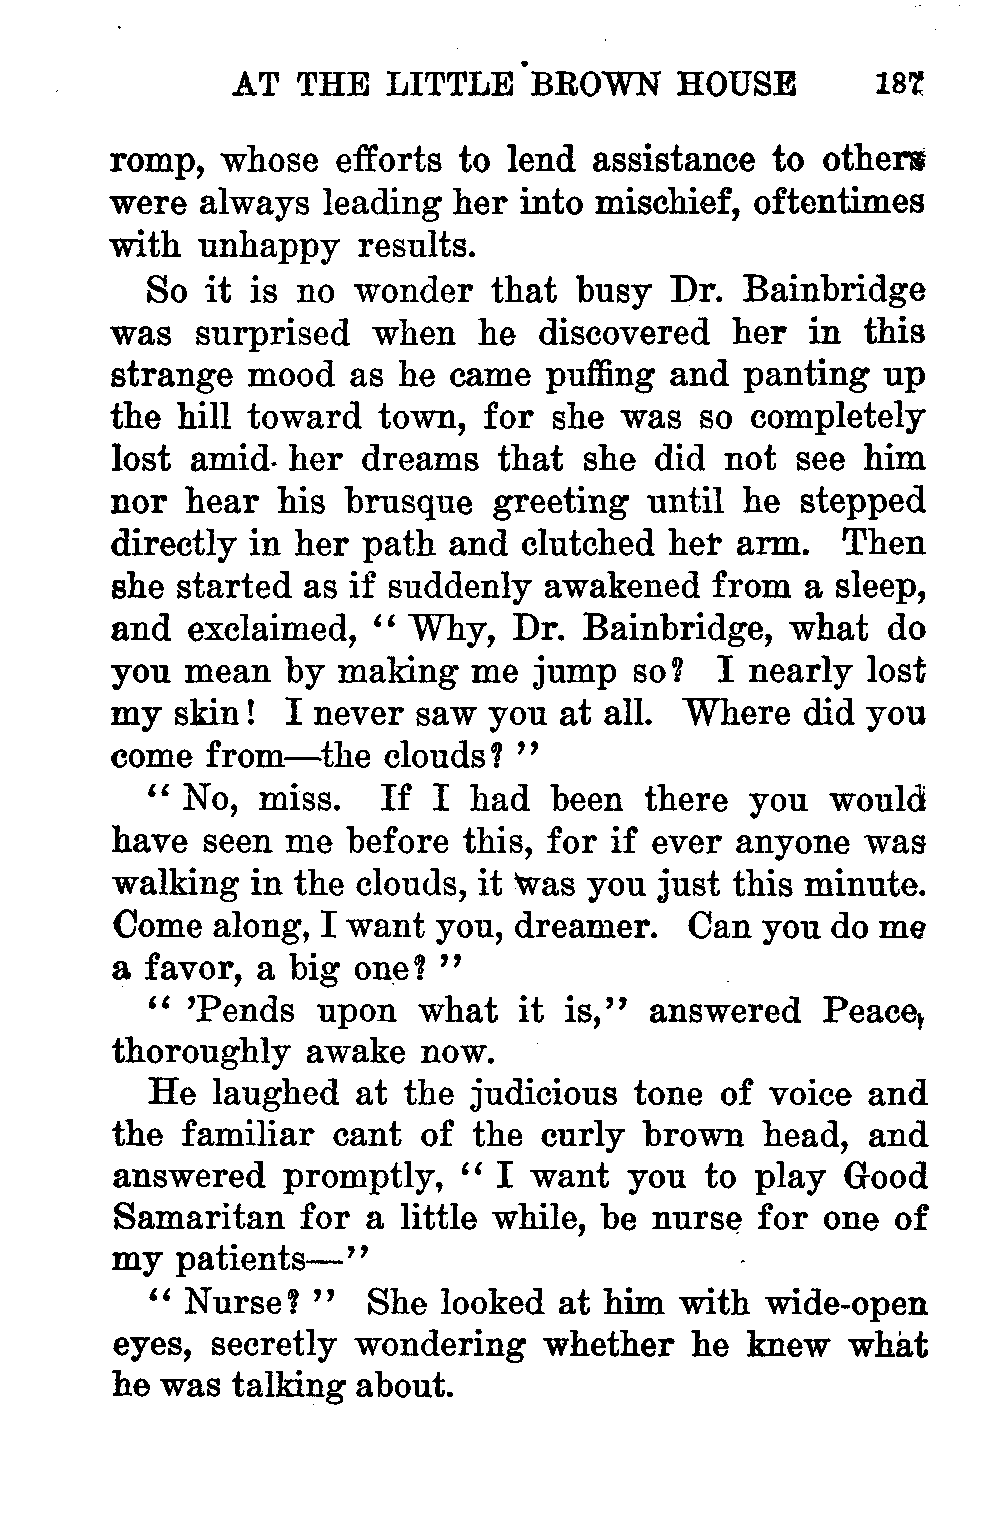 AT THE LITTLE BROWN HOUSE 187
romp, whose efforts to lend assistance to others
were always leading her into mischief, oftentimes
with unhappy results.
So it is no wonder that busy Dr. Bainbridge
was surprised when he discovered her in this
strange mood as he came puffing and panting up
the hill toward town, for she was so completely
lost amid her dreams that she did not see him
nor hear his brusque greeting until he stepped
directly in her path and clutched her arm. Then
she started as if suddenly awakened from a sleep,
and exclaimed, “ Why, Dr. Bainbridge, what do
you mean by making me jump so? I nearly lost
my skin! I never saw you at all. Where did you
come from—the clouds? ”
“ No, miss. If I had been there you would
have seen me before this, for if ever anyone was
walking in the clouds, it was you just this minute.
Come along, I want you, dreamer. Can you do me
a favor, a big one? ”
“ ’Pends upon what it is,” answered Peace,
thoroughly awake now.
He laughed at the judicious tone of voice and
the familiar cant of the curly brown head, and
answered promptly, “ I want you to play Good
Samaritan for a little while, be nurse for one of
my patients—”
“ Nurse? ” She looked at him with wide-open
eyes, secretly wondering whether he knew what
he was talking about.